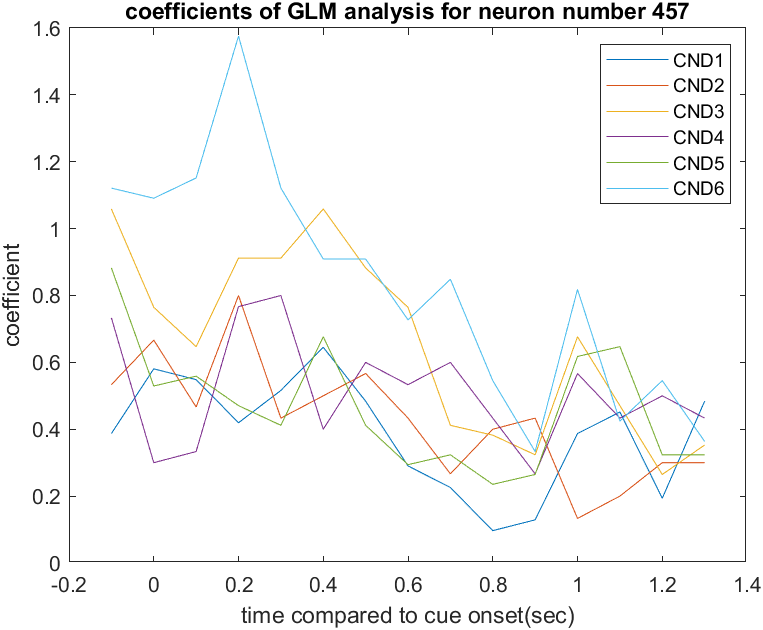 coefficients of GLM analysis for neuron number 457
1.6
1.4
1.2
1
0.8
0.6
0.4
0.2
0
coefficient
CND1
CND2
CND3
CND4
CND5
CND6
-0.2 0 0.2 0.4 0.6 0.8 1 1.2 1.4
time compared to cue onset(sec)